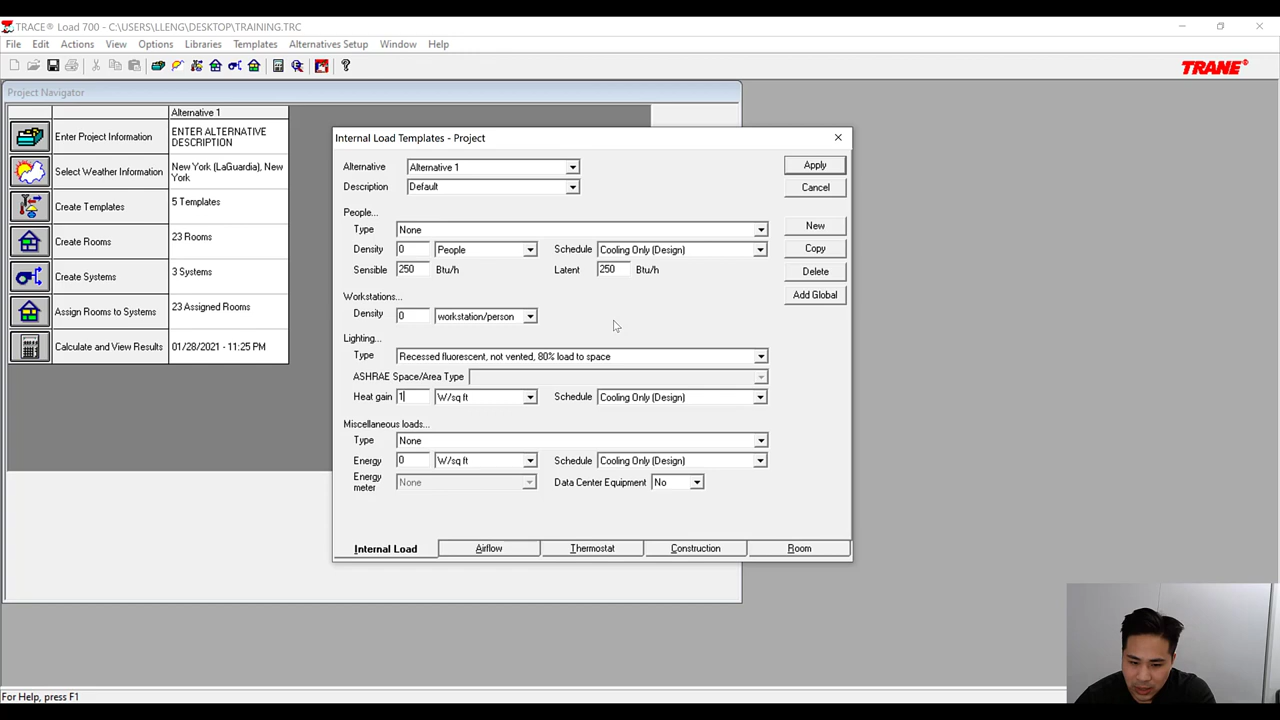 TRACE® Load 700 - C:\USERS\LLENG\DESKTOP\TRAINING.TRC
File Edit Actions View Options Libraries Templates Alternatives Setup Window Help
TRANE®
Project Navigator
Alternative 1
Enter Project Information
ENTER ALTERNATIVE
DESCRIPTION
Select Weather Information
New York (LaGuardia), New
York
Create Templates
5 Templates
Create Rooms
23 Rooms
Create Systems
3 Systems
Assign Rooms to Systems
23 Assigned Rooms
Calculate and View Results
01/28/2021 - 11:25 PM
Internal Load Templates - Project
Alternative Alternative 1
Description Default
Apply
Cancel
New
Copy
Delete
Add Global
People...
Type None
Density 0 People Schedule Cooling Only (Design)
Sensible 250 Btu/h Latent 250 Btu/h
Workstations...
Density 0 workstation/person
Lighting...
Type Recessed fluorescent, not vented, 80% load to space
ASHRAE Space/Area Type
Heat gain 1 W/sq ft Schedule Cooling Only (Design)
Miscellaneous loads...
Type None
Energy 0 W/sq ft Schedule Cooling Only (Design)
Energy
meter None Data Center Equipment No
Internal Load Airflow Thermostat Construction Room
For Help, press F1